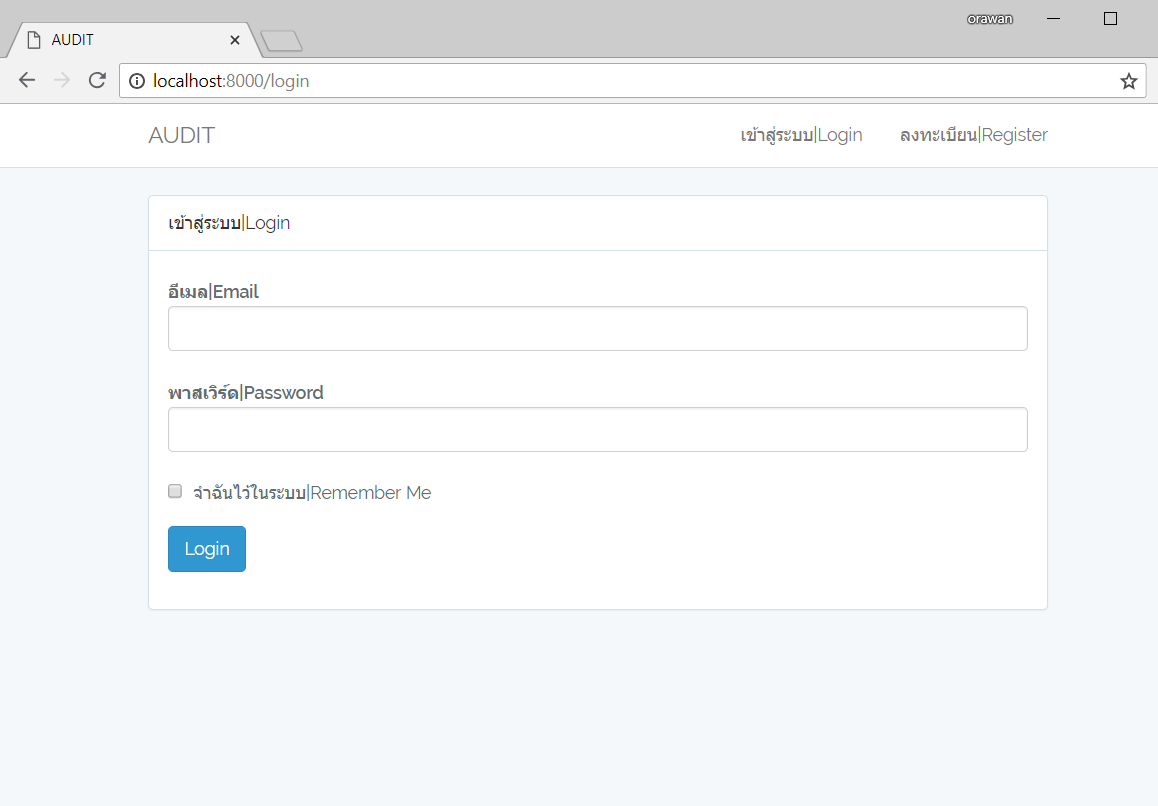 orawan
AUDIT
localhost:8000/login
AUDIT เข้าสู่ระบบ|Login ลงทะเบียน|Register
เข้าสู่ระบบ|Login
อีเมล|Email
พาสเวิร์ด|Password
จำฉันไว้ในระบบ|Remember Me
Login